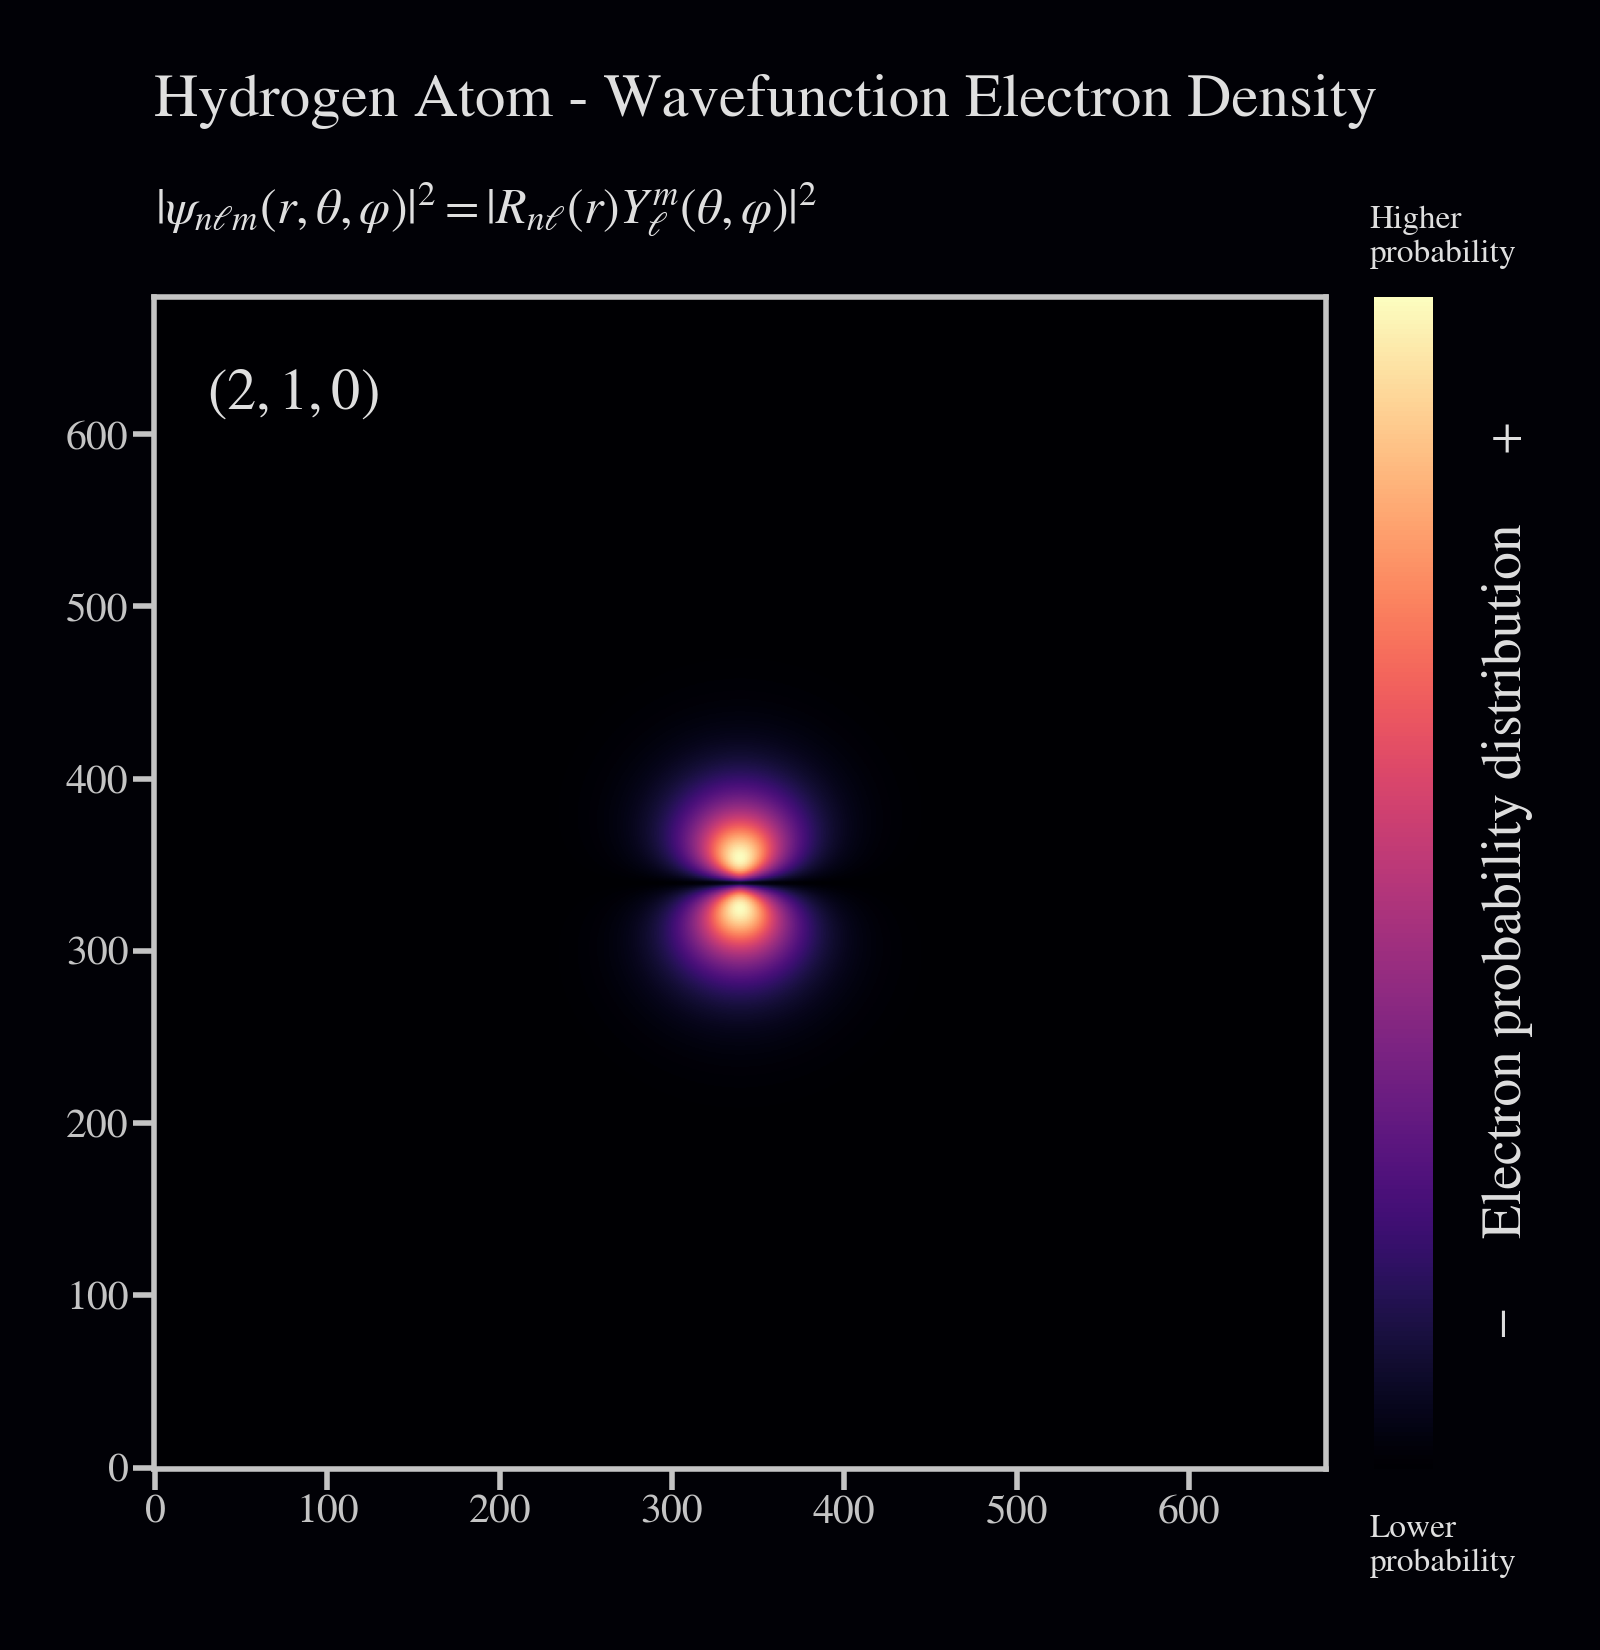 Hydrogen Atom - Wavefunction Electron Density
|ψnℓm(r, θ, φ)|² = |Rnℓ(r)Yℓᵐ(θ, φ)|²
Higher
probability
(2, 1, 0)
600
500
400
300
200
100
0
0 100 200 300 400 500 600
− Electron probability distribution +
Lower
probability